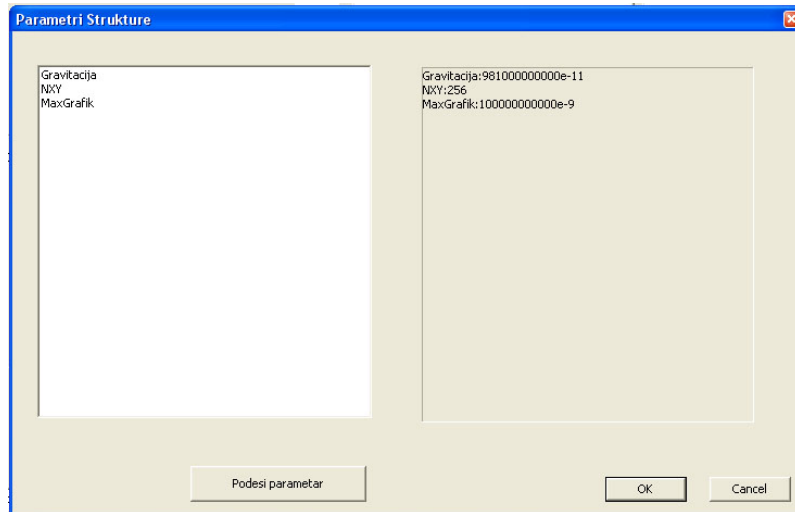 Parametri Strukture
Gravitacija
NXY
MaxGrafik
Gravitacija:981000000000e-11
NXY:256
MaxGrafik:100000000000e-9
Podesi parametar
OK
Cancel